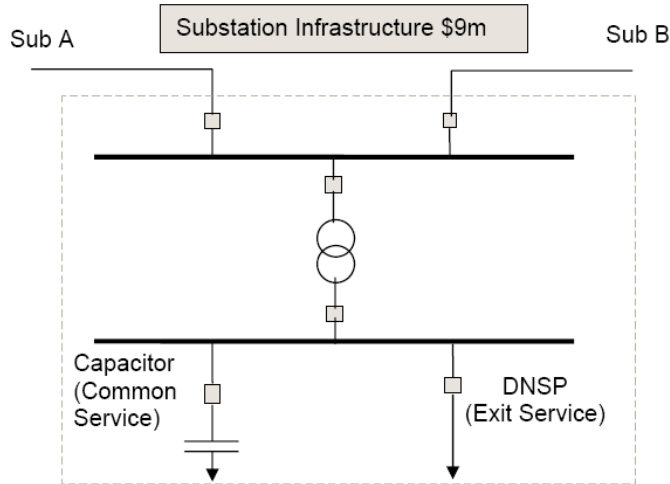 Substation Infrastructure $9m
Sub A
Sub B
Capacitor
(Common
Service)
DNSP
(Exit Service)